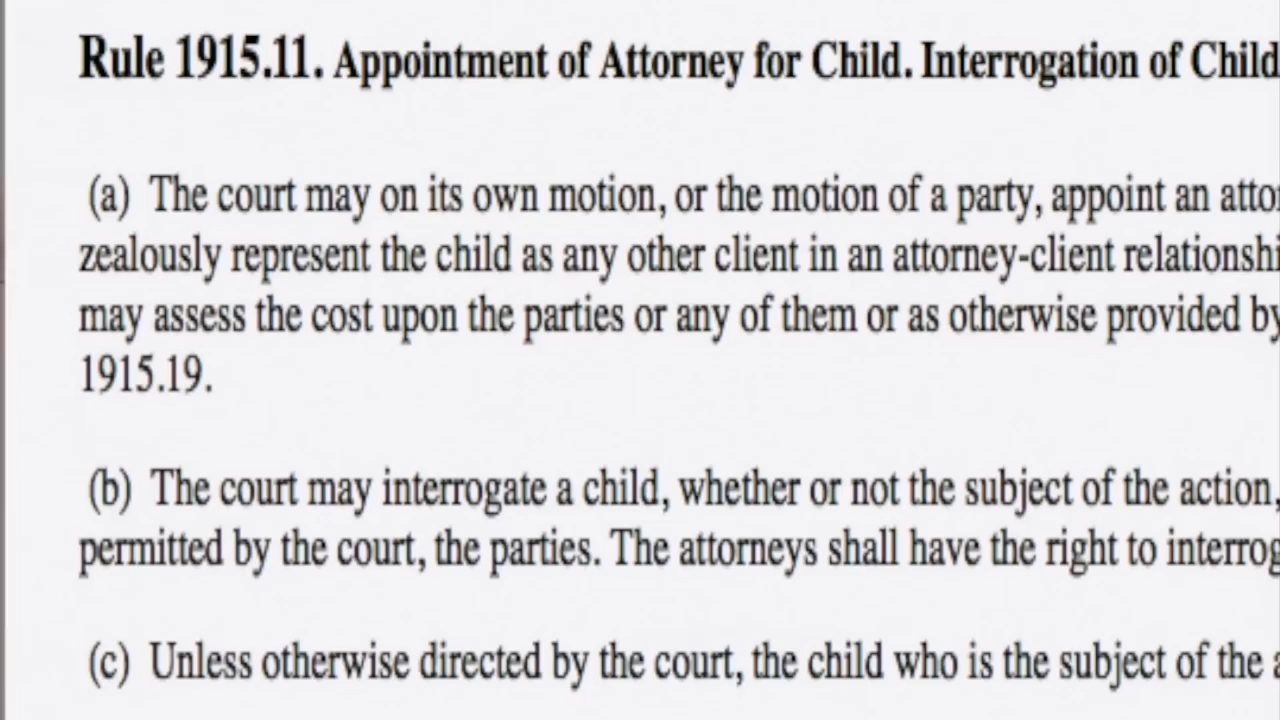 Rule 1915.11. Appointment of Attorney for Child. Interrogation of Child
(a) The court may on its own motion, or the motion of a party, appoint an
zealously represent the child as any other client in an attorney-client
may assess the cost upon the parties or any of them or as otherwise provided by
1915.19.
(b) The court may interrogate a child, whether or not the subject of the action,
permitted by the court, the parties. The attorneys shall have the right to
(c) Unless otherwise directed by the court, the child who is the subject of the